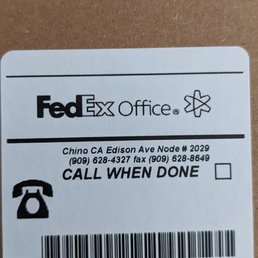 FedEx Office®
Chino CA Edison Ave Node # 2029
(909) 628-4327 fax (909) 628-8649
CALL WHEN DONE